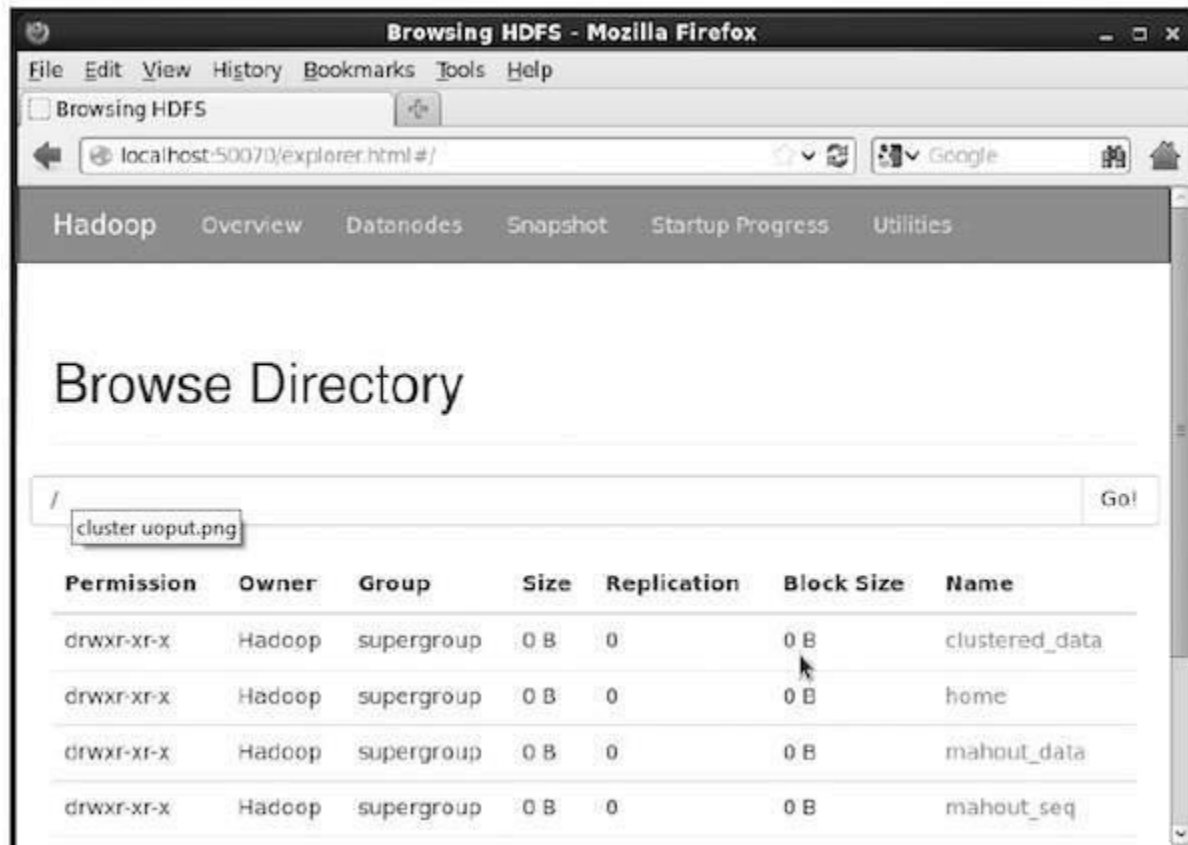 Browsing HDFS - Mozilla Firefox
File Edit View History Bookmarks Tools Help
Browsing HDFS
localhost:50070/explorer.html#/ Google
Hadoop Overview Datanodes Snapshot Startup Progress Utilities
Browse Directory
/ Go!
cluster uoput.png
Permission Owner Group Size Replication Block Size Name
drwxr-xr-x Hadoop supergroup 0 B 0 0 B clustered_data
drwxr-xr-x Hadoop supergroup 0 B 0 0 B home
drwxr-xr-x Hadoop supergroup 0 B 0 0 B mahout_data
drwxr-xr-x Hadoop supergroup 0 B 0 0 B mahout_seq